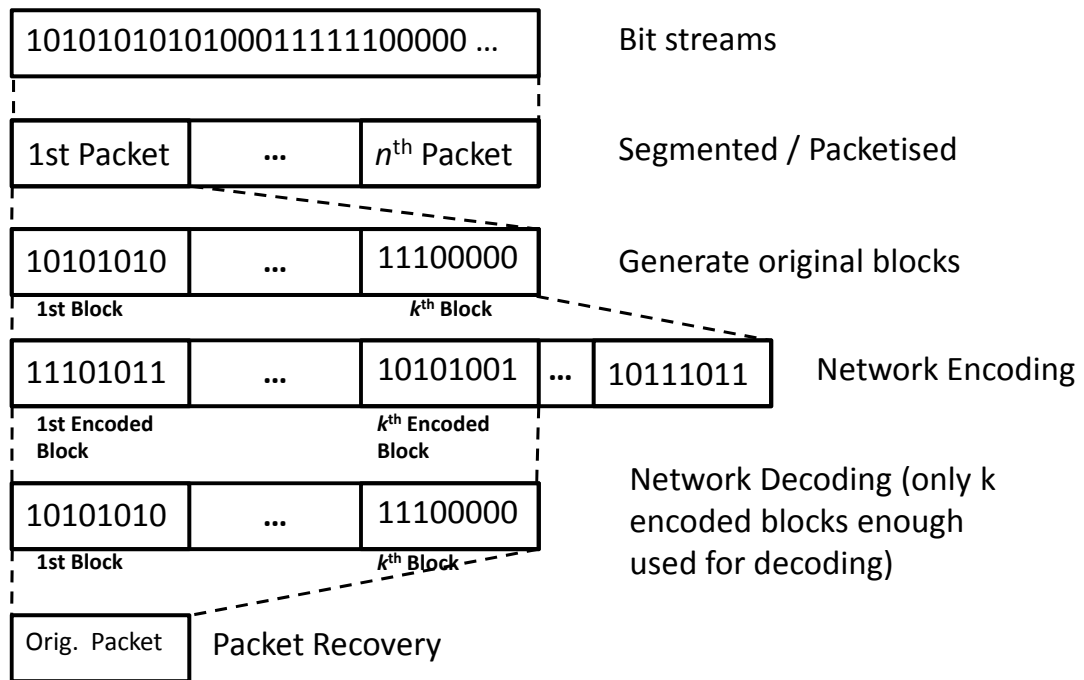 1010101010100011111100000 ...
Bit streams
1st Packet
...
nth Packet
Segmented / Packetised
10101010
...
11100000
Generate original blocks
1st Block
kth Block
11101011
...
10101001
...
10111011
Network Encoding
1st Encoded
Block
kth Encoded
Block
Network Decoding (only k
encoded blocks enough
used for decoding)
10101010
...
11100000
1st Block
kth Block
Orig. Packet
Packet Recovery